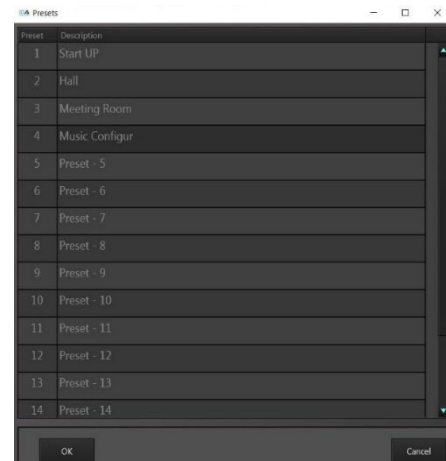 Presets
Preset Description
1 Start UP
2 Hall
3 Meeting Room
4 Music Configur
5 Preset - 5
6 Preset - 6
7 Preset - 7
8 Preset - 8
9 Preset - 9
10 Preset - 10
11 Preset - 11
12 Preset - 12
13 Preset - 13
14 Preset - 14
OK Cancel